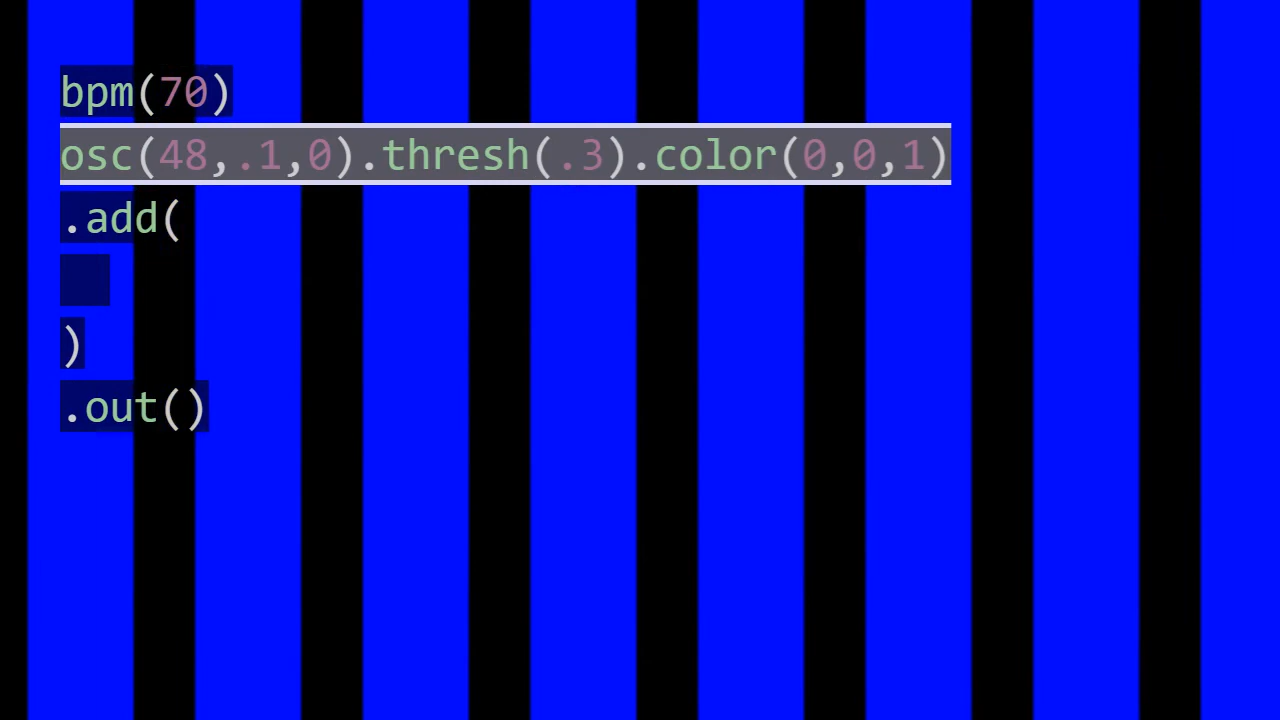 bpm(70)
osc(48,.1,0).thresh(.3).color(0,0,1)
.add(
)
.out()